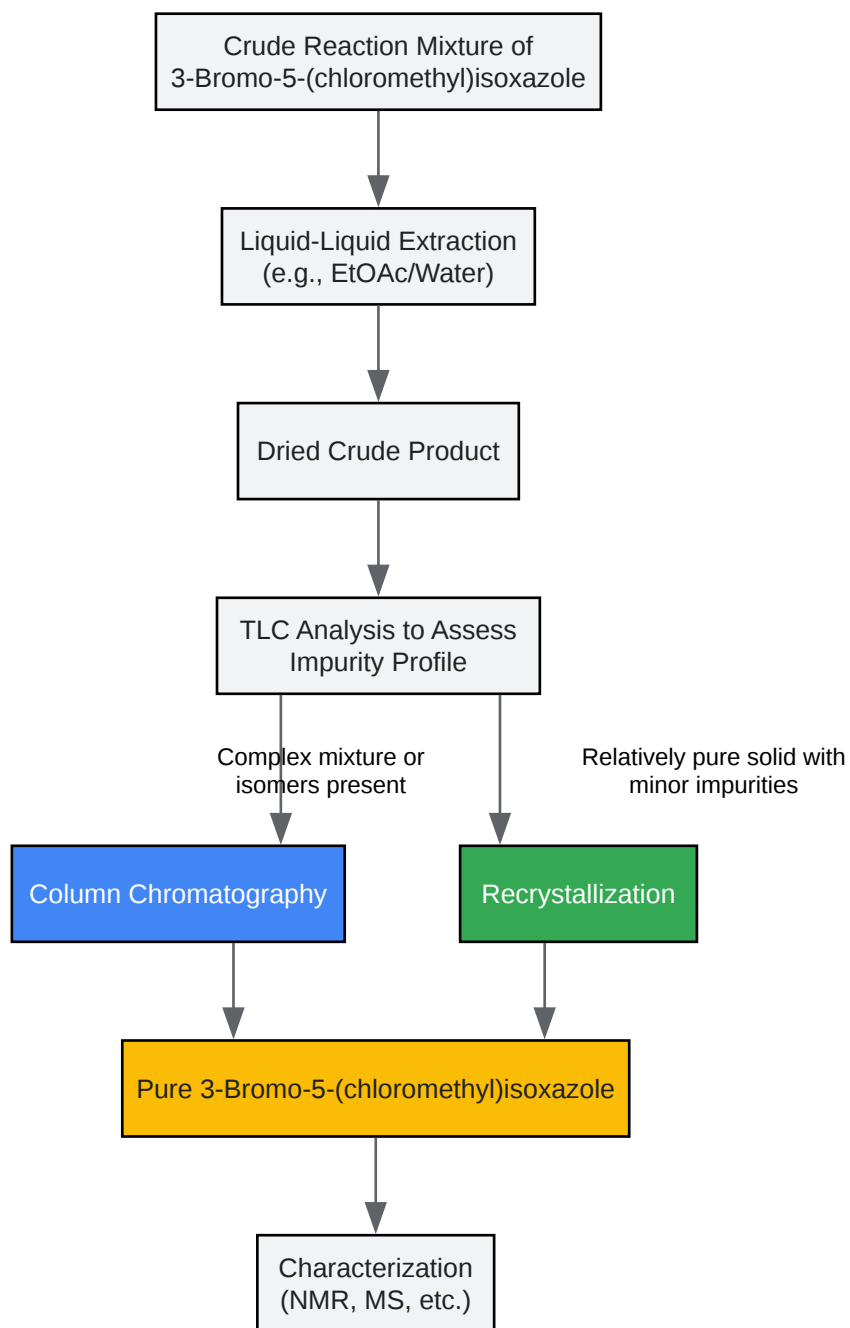 Crude Reaction Mixture of
3-Bromo-5-(chloromethyl)isoxazole
Liquid-Liquid Extraction
(e.g., EtOAc/Water)
Dried Crude Product
TLC Analysis to Assess
Impurity Profile
Complex mixture or
isomers present
Relatively pure solid with
minor impurities
Column Chromatography
Recrystallization
Pure 3-Bromo-5-(chloromethyl)isoxazole
Characterization
(NMR, MS, etc.)